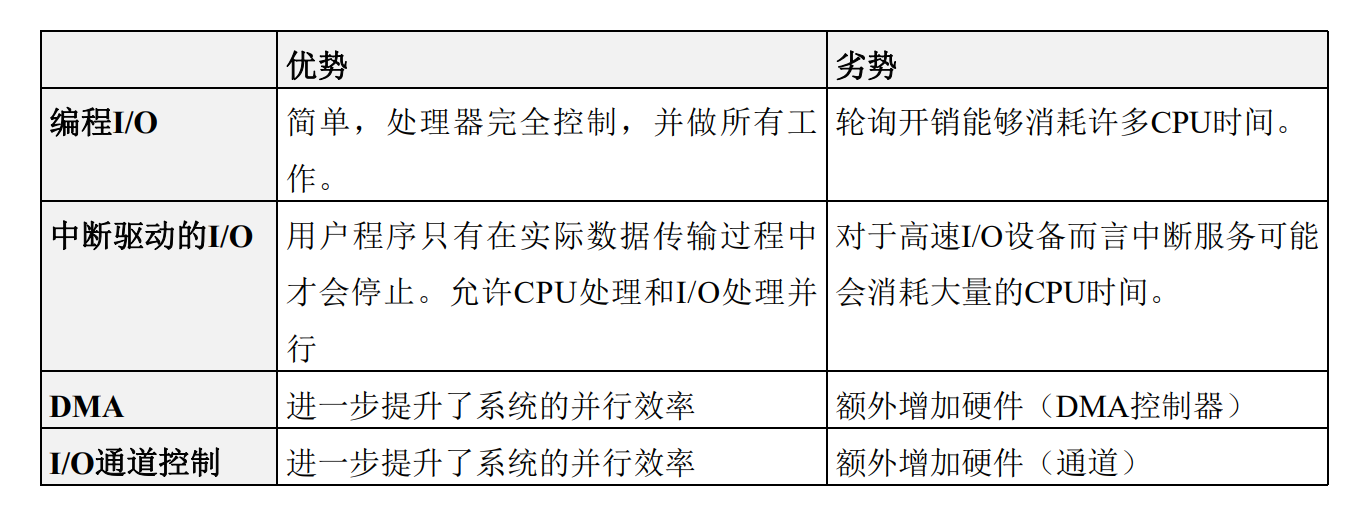 优势
劣势
编程I/O
简单，处理器完全控制，并做所有工
作。
轮询开销能够消耗许多CPU时间。
中断驱动的I/O
用户程序只有在实际数据传输过程中
才会停止。允许CPU处理和I/O处理并
行
对于高速I/O设备而言中断服务可能
会消耗大量的CPU时间。
DMA
进一步提升了系统的并行效率
额外增加硬件（DMA控制器）
I/O通道控制
进一步提升了系统的并行效率
额外增加硬件（通道）